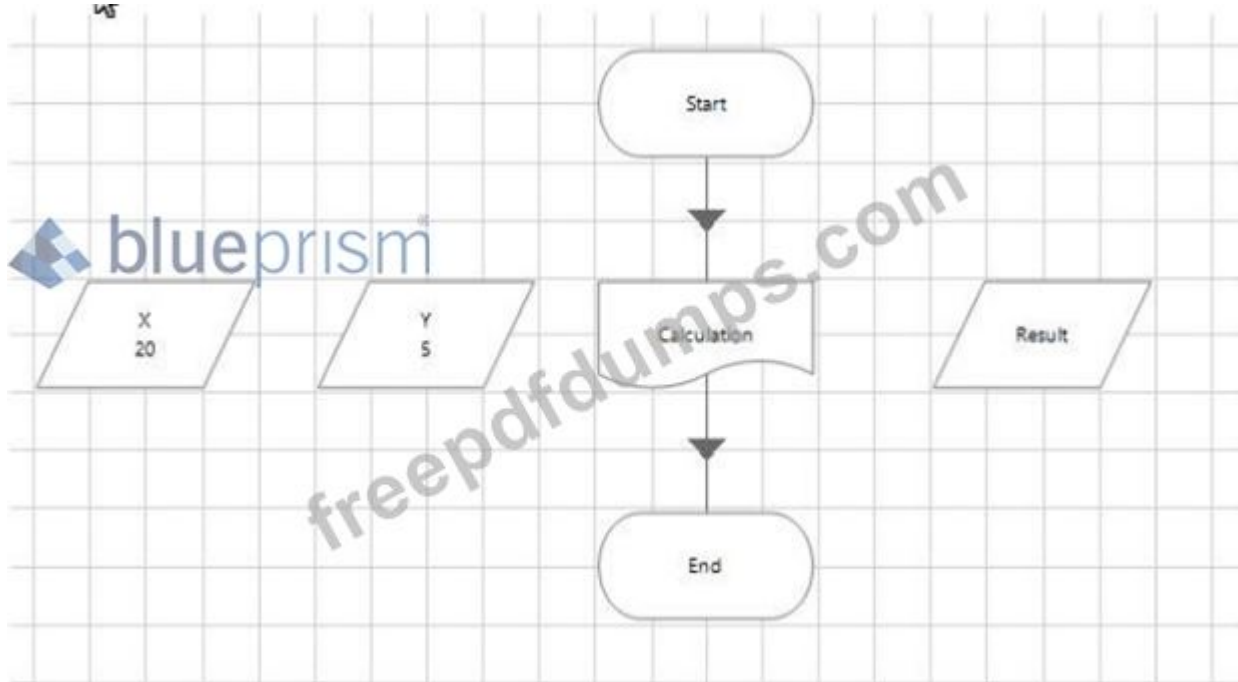 Start
blueprism®
X
20
Y
5
Calculation
Result
freepdfdumps.com
End